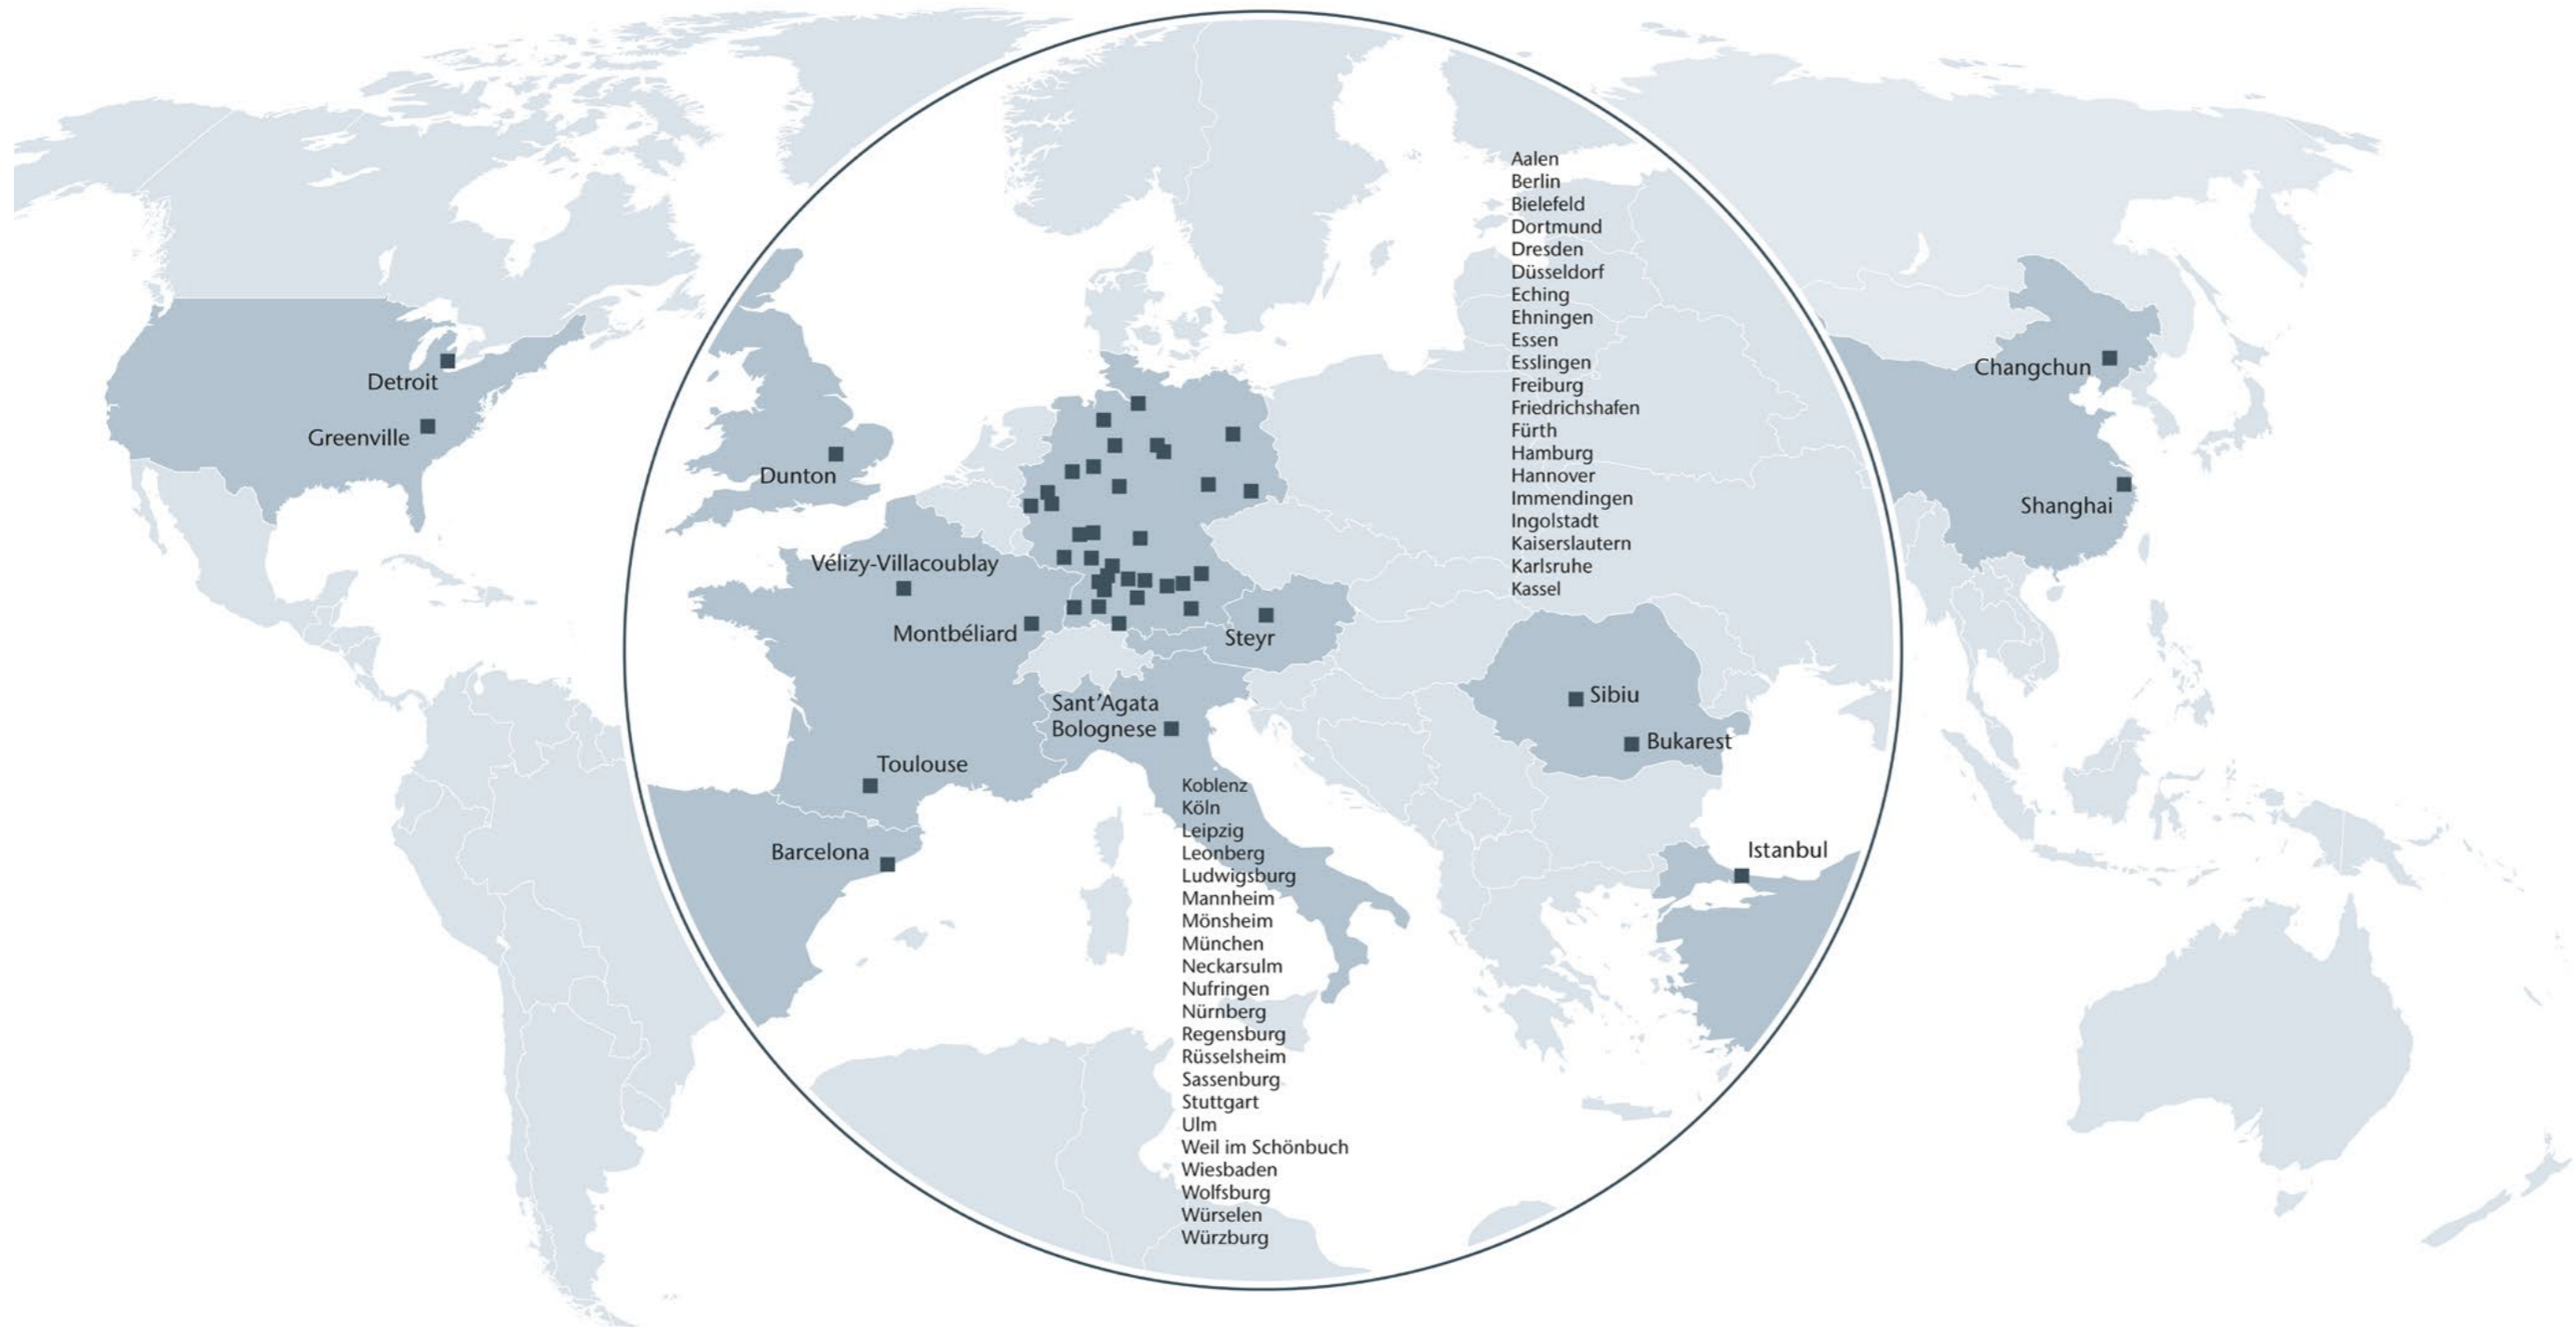 Detroit
Greenville
Dunton
Vélizy-Villacoublay
Montbéliard
Toulouse
Barcelona
Sant’Agata
Bolognese
Steyr
Sibiu
Bukarest
Istanbul
Changchun
Shanghai
Aalen
Berlin
Bielefeld
Dortmund
Dresden
Düsseldorf
Eching
Ehningen
Essen
Esslingen
Freiburg
Friedrichshafen
Fürth
Hamburg
Hannover
Immendingen
Ingolstadt
Kaiserslautern
Karlsruhe
Kassel
Koblenz
Köln
Leipzig
Leonberg
Ludwigsburg
Mannheim
Mönsheim
München
Neckarsulm
Nufringen
Nürnberg
Regensburg
Rüsselsheim
Sassenburg
Stuttgart
Ulm
Weil im Schönbuch
Wiesbaden
Wolfsburg
Würselen
Würzburg